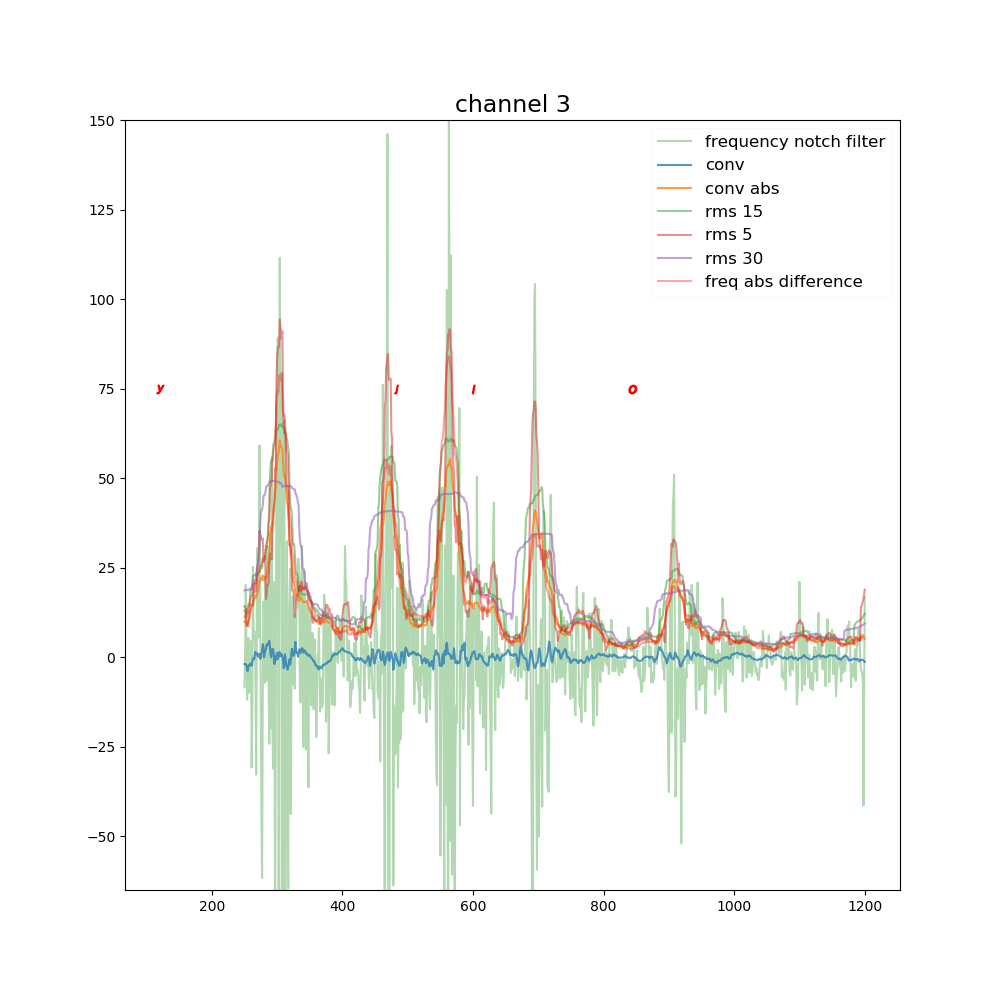 channel 3
150
125
100
75
50
25
0
−25
−50
frequency notch filter
conv
conv abs
rms 15
rms 5
rms 30
freq abs difference
y
j
l
o
200
400
600
800
1000
1200